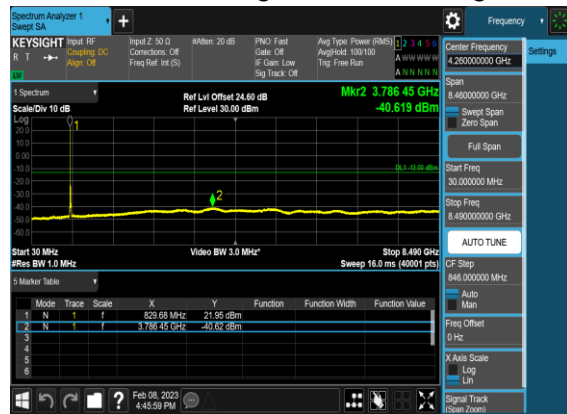 Spectrum Analyzer 1
Swept SA
Frequency
KEYSIGHT
R T
LW
Input: RF
Coupling: DC
Align: Off
Input Z: 50 Ω
Corrections: Off
Freq Ref: Int (S)
#Atten: 20 dB
PNO: Fast
Gate: Off
IF Gain: Low
Sig Track: Off
Avg Type: Power (RMS)
Avg|Hold: 100/100
Trig: Free Run
1 2 3 4 5 6
A W W W W W
A N N N N N
1 Spectrum
Scale/Div 10 dB
Ref Lvl Offset 24.60 dB
Ref Level 30.00 dBm
Mkr2 3.786 45 GHz
-40.619 dBm
Log
20.0
10.0
0.00
-10.0
-20.0
-30.0
-40.0
-50.0
-60.0
1
2
DL1 -13.00 dBm
Start 30 MHz
#Res BW 1.0 MHz
Video BW 3.0 MHz*
Stop 8.490 GHz
Sweep 16.0 ms (40001 pts)
5 Marker Table
Mode Trace Scale X Y Function Function Width Function Value
1 N 1 f 829.68 MHz 21.95 dBm
2 N 1 f 3.786 45 GHz -40.62 dBm
3
4
5
6
Center Frequency
4.260000000 GHz
Settings
Span
8.46000000 GHz
Swept Span
Zero Span
Full Span
Start Freq
30.000000 MHz
Stop Freq
8.490000000 GHz
AUTO TUNE
CF Step
846.000000 MHz
Auto
Man
Freq Offset
0 Hz
X Axis Scale
Log
Lin
Signal Track
(Span Zoom)
?
Feb 08, 2023
4:45:59 PM